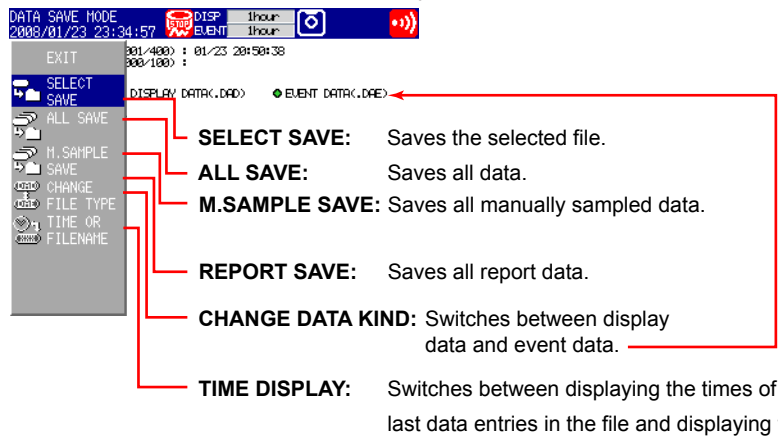 DATA SAVE MODE
2008/01/23 23:34:57
STOP
DISP 1hour
EVENT 1hour
EXIT
001/400) : 01/23 20:50:38
000/100) :
SELECT
SAVE
DISPLAY DATA(.DAD) EVENT DATA(.DAE)
ALL SAVE
M.SAMPLE
SAVE
CHANGE
FILE TYPE
TIME OR
FILENAME
SELECT SAVE: Saves the selected file.
ALL SAVE: Saves all data.
M.SAMPLE SAVE: Saves all manually sampled data.
REPORT SAVE: Saves all report data.
CHANGE DATA KIND: Switches between display
data and event data.
TIME DISPLAY: Switches between displaying the times of
last data entries in the file and displaying